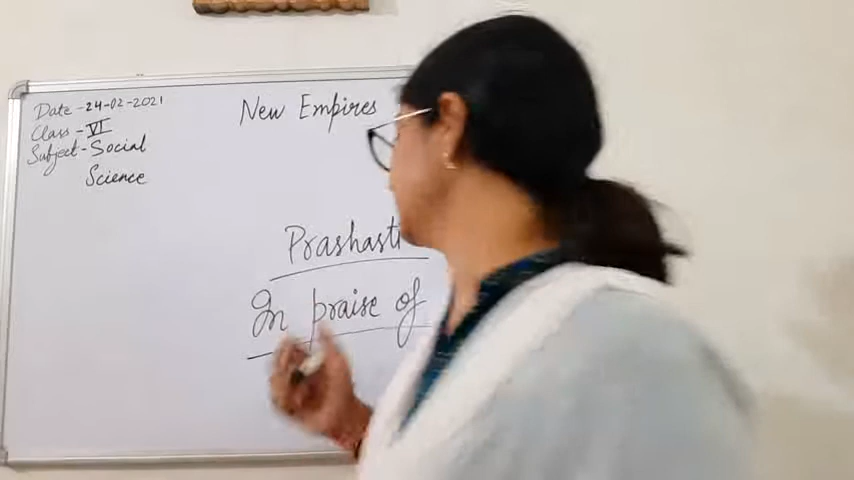 Date - 24-02-2021
Class - VI
Subject - Social
Science
New Empires
Prashasti
In praise of